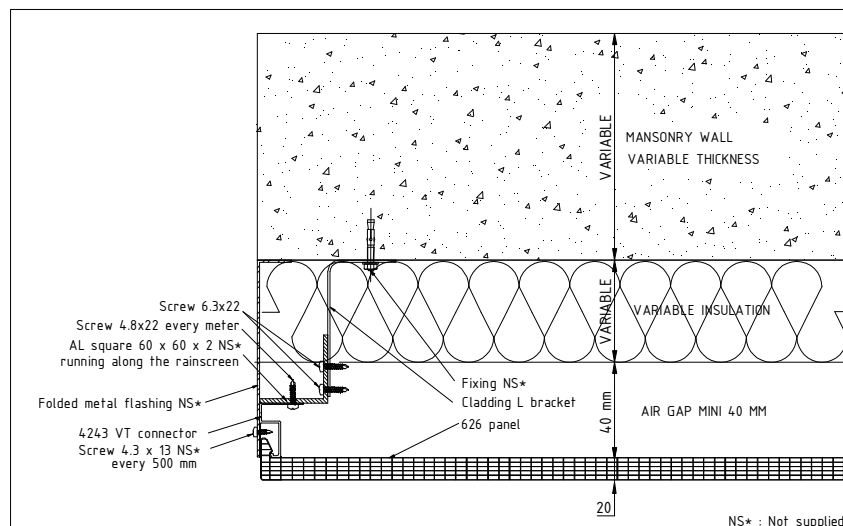 VARIABLE
MANSONRY WALL
VARIABLE THICKNESS
VARIABLE
VARIABLE INSULATION
Screw 6.3x22
Screw 4.8x22 every meter
AL square 60 x 60 x 2 NS*
running along the rainscreen
Folded metal flashing NS*
4243 VT connector
Screw 4.3 x 13 NS*
every 500 mm
Fixing NS*
Cladding L bracket
626 panel
40 mm
AIR GAP MINI 40 MM
20
NS* : Not supplied